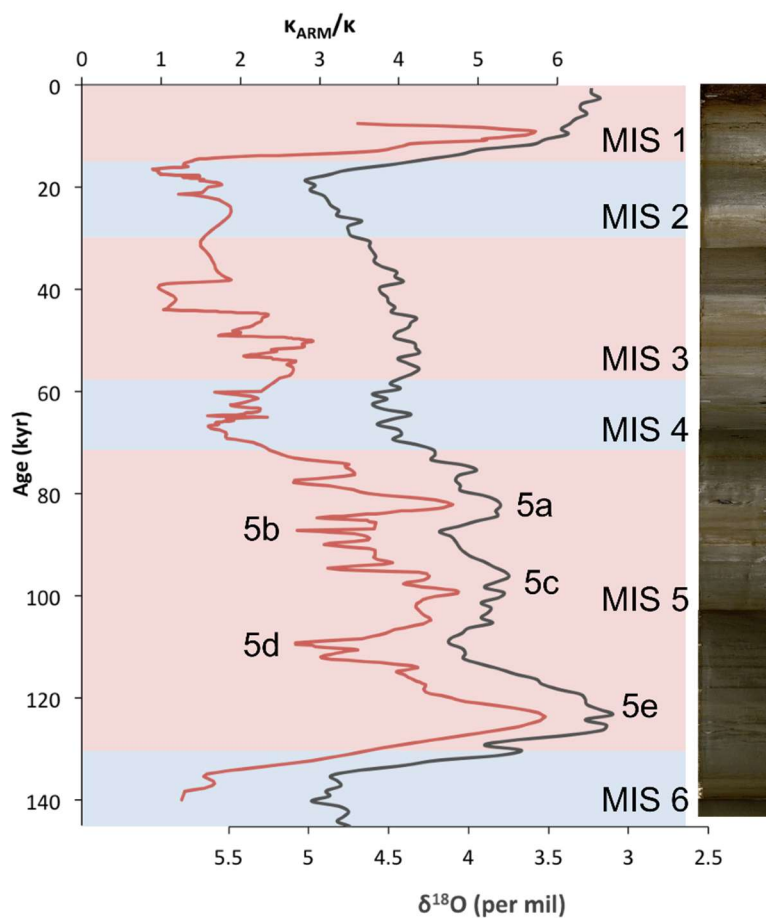 κARM/κ
0 1 2 3 4 5 6
0
20
40
60
80
100
120
140
Age (kyr)
MIS 1
MIS 2
MIS 3
MIS 4
5a
5b
5c
MIS 5
5d
5e
MIS 6
5.5 5 4.5 4 3.5 3 2.5
δ¹⁸O (per mil)